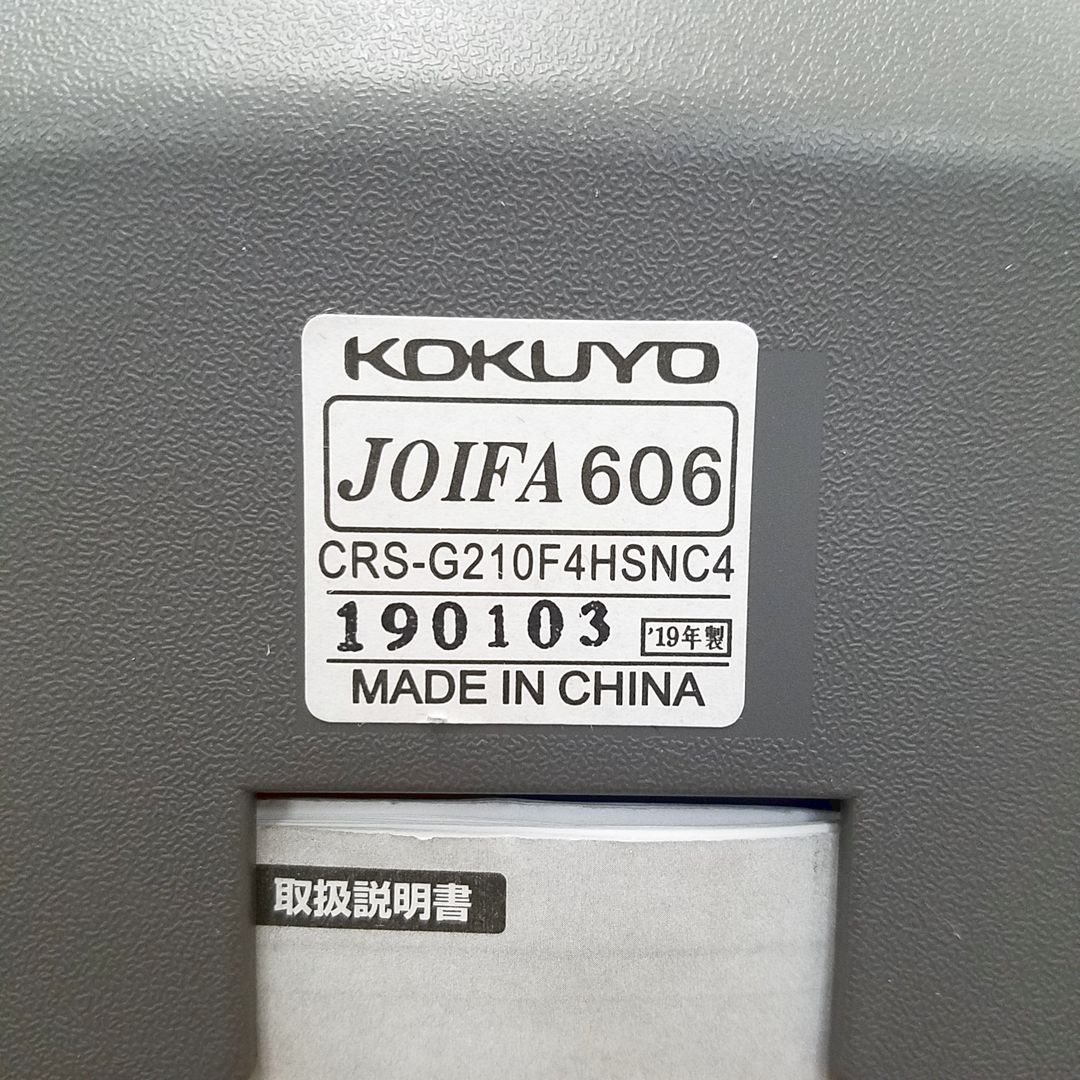 KOKUYO
JOIFA 606
CRS-G210F4HSNC4
190103 '19年製
MADE IN CHINA
取扱説明書